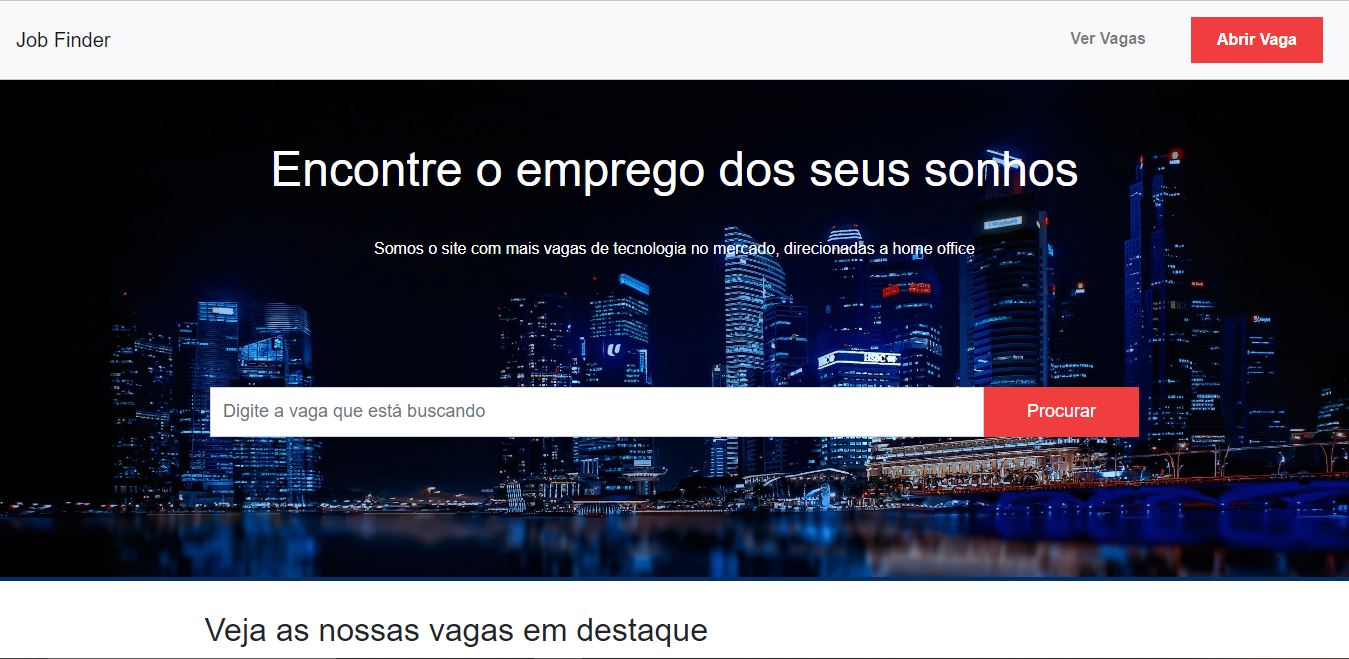 Job Finder
Ver Vagas
Abrir Vaga
Encontre o emprego dos seus sonhos
Somos o site com mais vagas de tecnologia no mercado, direcionadas a home office
HSBC
Digite a vaga que está buscando
Procurar
Veja as nossas vagas em destaque